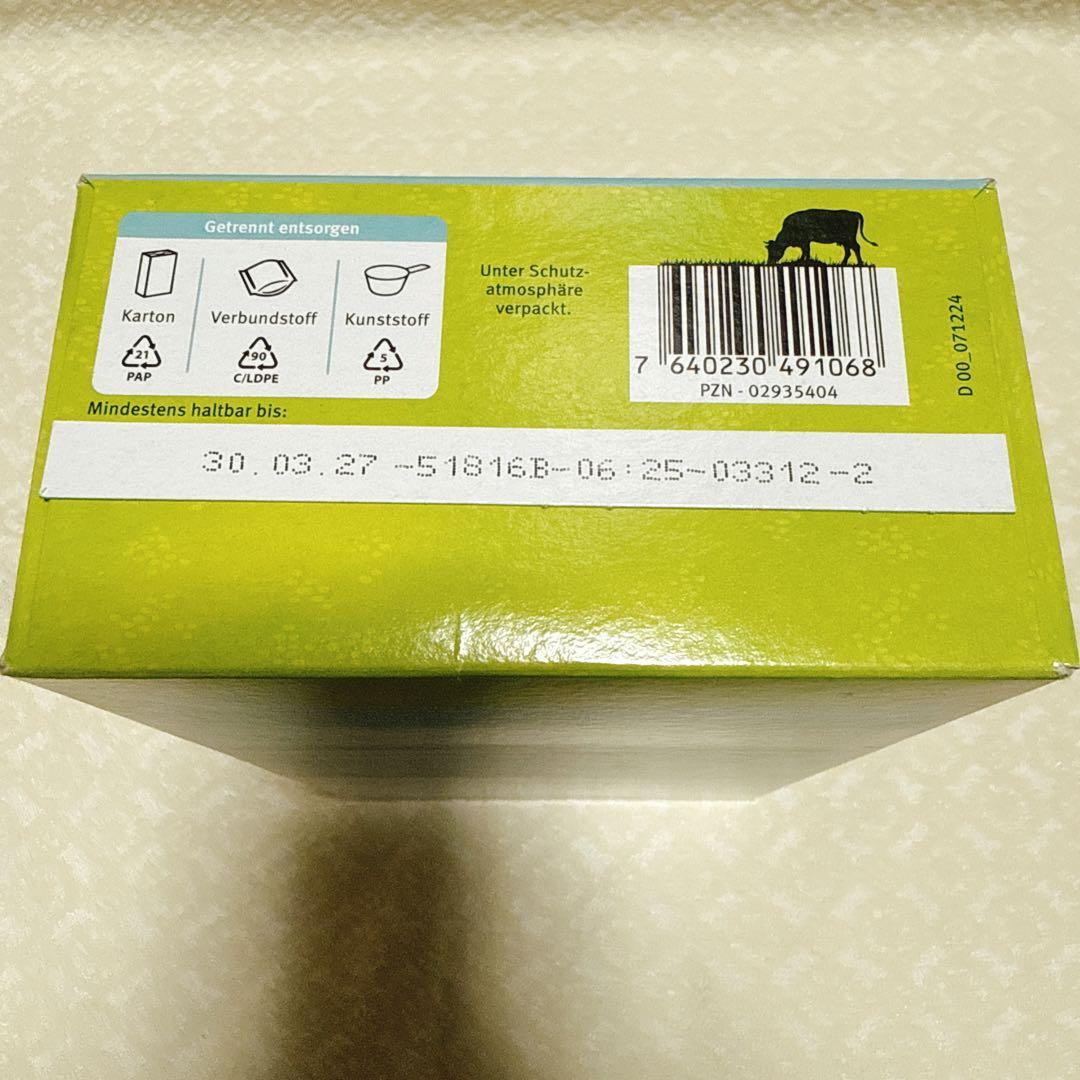 Getrennt entsorgen
Karton
Verbundstoff
Kunststoff
21
PAP
90
C/LDPE
5
PP
Unter Schutz-
atmosphäre
verpackt.
7 640230 491068
PZN - 02935404
D 00_071224
Mindestens haltbar bis:
30.03.27 -51816B-06:25-03312-2